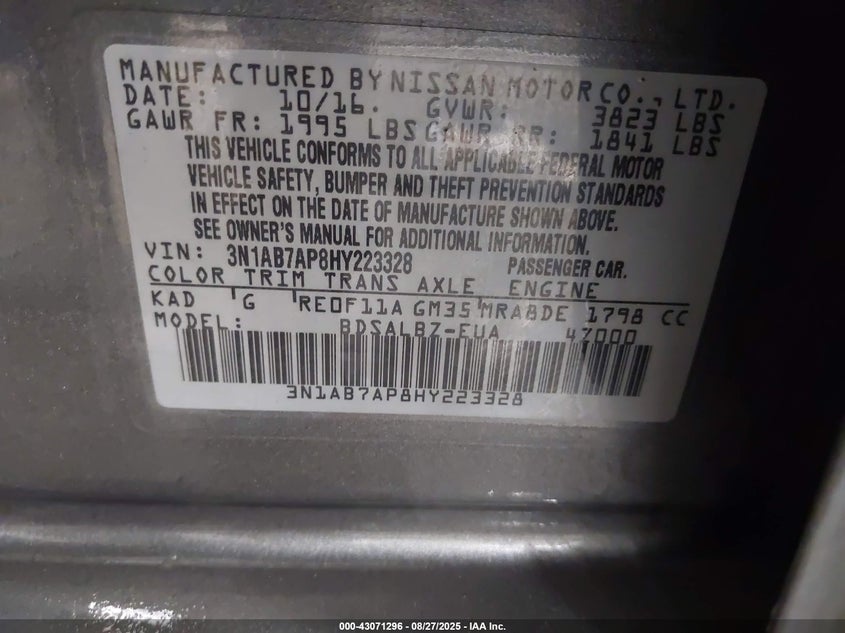 MANUFACTURED BY NISSAN MOTOR CO., LTD.
DATE: 10/16. GVWR: 3823 LBS
GAWR FR: 1995 LBS GAWR RR: 1841 LBS
THIS VEHICLE CONFORMS TO ALL APPLICABLE FEDERAL MOTOR
VEHICLE SAFETY, BUMPER AND THEFT PREVENTION STANDARDS
IN EFFECT ON THE DATE OF MANUFACTURE SHOWN ABOVE.
SEE OWNER'S MANUAL FOR ADDITIONAL INFORMATION.
VIN: 3N1AB7AP8HY223328 PASSENGER CAR.
COLOR TRIM TRANS AXLE ENGINE
KAD 'G 'RE0F11A GM35'MRA8DE 1798 CC
MODEL: BDSALBZ-EUA 47000
3N1AB7AP8HY223328
000-43071296 - 08/27/2025 - IAA Inc.